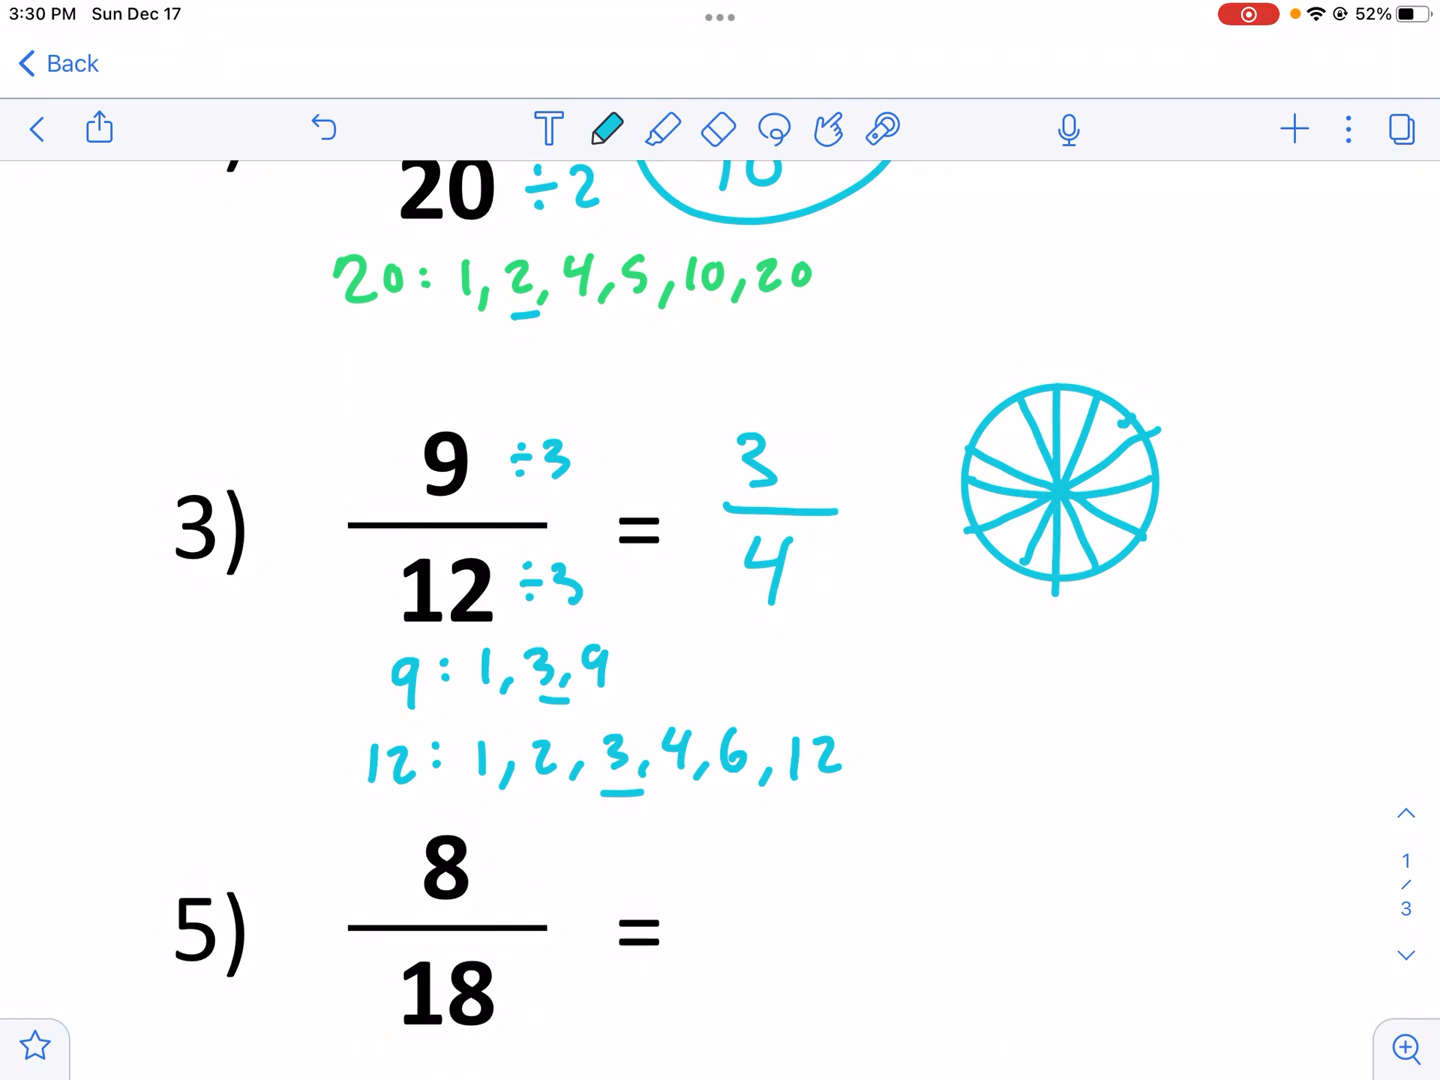 3:30 PM Sun Dec 17
52%
Back
T
20 ÷2
10
20: 1, 2, 4, 5, 10, 20
3)
9 ÷3
12 ÷3
=
3
4
9: 1, 3, 9
12: 1, 2, 3, 4, 6, 12
5)
8
18
=
1
/
3